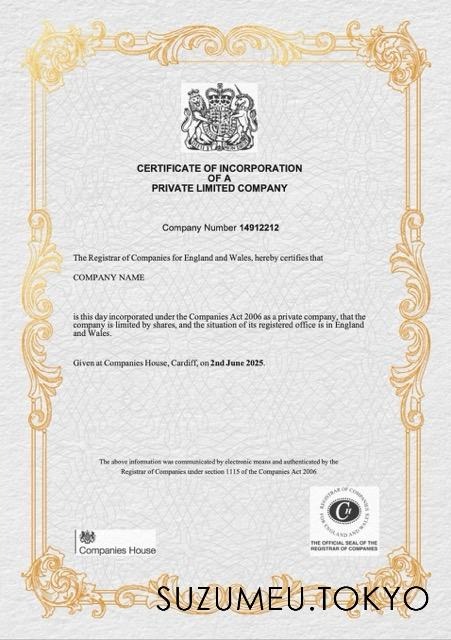 CERTIFICATE OF INCORPORATION
OF A
PRIVATE LIMITED COMPANY
Company Number 14912212
The Registrar of Companies for England and Wales, hereby certifies that
COMPANY NAME
is this day incorporated under the Companies Act 2006 as a private company, that the
company is limited by shares, and the situation of its registered office is in England
and Wales.
Given at Companies House, Cardiff, on 2nd June 2025.
The above information was communicated by electronic means and authenticated by the
Registrar of Companies under section 1115 of the Companies Act 2006
Companies House
REGISTRAR OF COMPANIES
FOR ENGLAND AND WALES
CH
THE OFFICIAL SEAL OF THE
REGISTRAR OF COMPANIES
SUZUMEU.TOKYO